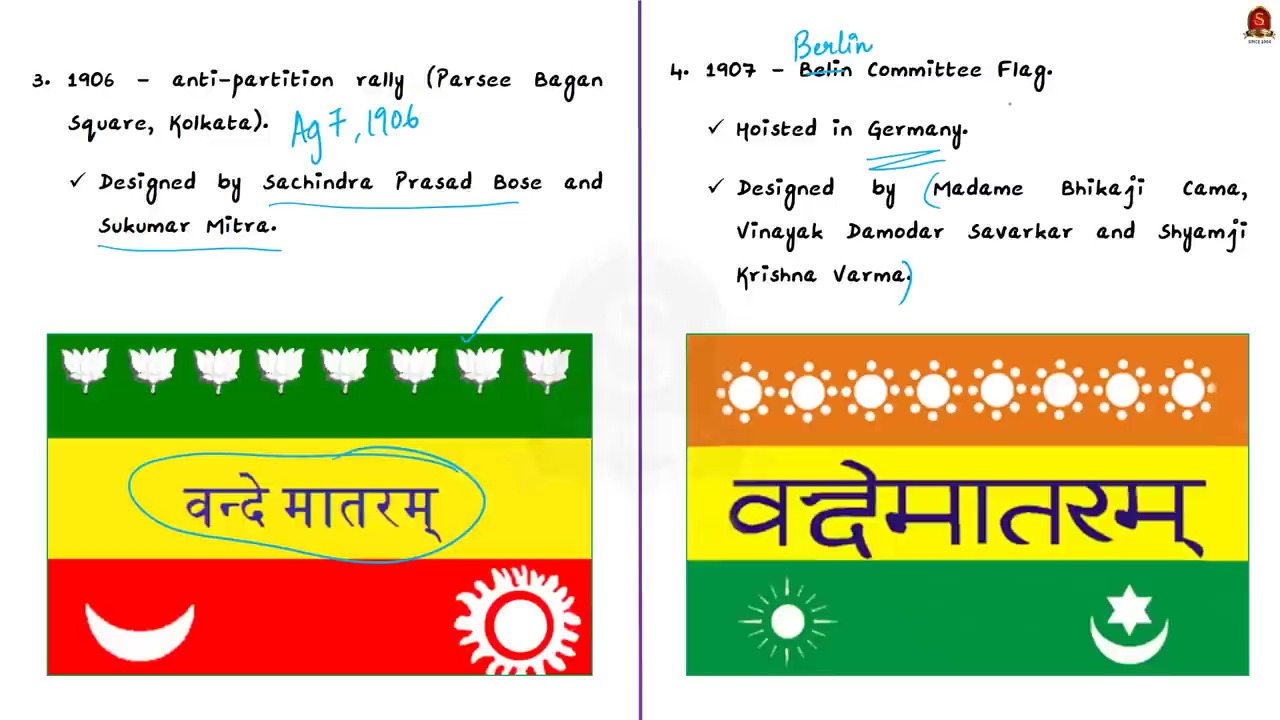 3. 1906 - anti-partition rally (Parsee Bagan
Square, Kolkata). Ag 7, 1906
✓ Designed by Sachindra Prasad Bose and
Sukumar Mitra.
वन्दे मातरम्
Berlin
4. 1907 - Belin Committee Flag.
✓ Hoisted in Germany.
✓ Designed by (Madame Bhikaji Cama,
Vinayak Damodar Savarkar and Shyamji
Krishna Varma.)
वन्देमातरम्
S
SINCE 2004